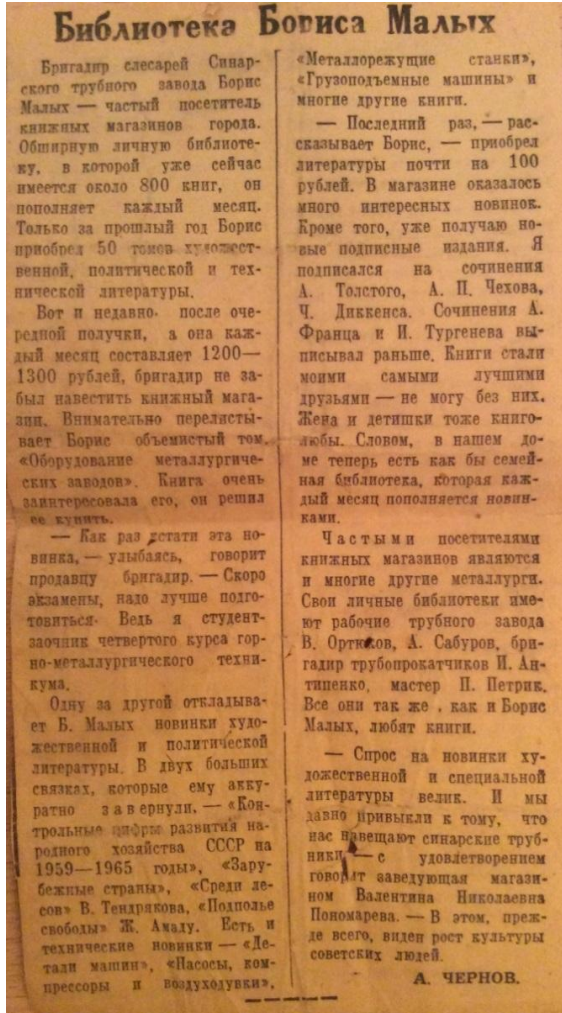 Библиотека Бориса Малых
Бригадир слесарей Синар-
ского трубного завода Борис
Малых — частый посетитель
книжных магазинов города.
Обширную личную библиоте-
ку, в которой уже сейчас
имеется около 800 книг, он
пополняет каждый месяц.
Только за прошлый год Борис
приобрел 50 томов художест-
венной, политической и тех-
нической литературы.
Вот и недавно· после оче-
редной получки, а она каж-
дый месяц составляет 1200—
1300 рублей, бригадир не за-
был навестить книжный мага-
зин. Внимательно перелисты-
вает Борис объемистый том.
«Оборудование металлургиче-
ских заводов». Книга очень
заинтересовала его, он решил
ее купить.
— Как раз кстати эта но-
винка, — улыбаясь, говорит
продавцу бригадир. — Скоро
экзамены, надо лучше подго-
товиться· Ведь я студент-
заочник четвертого курса гор-
но-металлургического техни-
кума.
Одну за другой откладыва-
ет Б. Малых новинки худо-
жественной и политической
литературы. В двух больших
связках, которые ему акку-
ратно завернули, — «Кон-
трольные цифры развития на-
родного хозяйства СССР на
1959—1965 годы», «Зару-
бежные страны», «Среди ле-
сов» В. Тендрякова, «Подполье
свободы» Ж. Амаду. Есть и
технические новинки — «Де-
тали машин», «Насосы, ком-
прессоры и воздуходувки»,
«Металлорежущие станки»,
«Грузоподъемные машины» и
многие другие книги.
— Последний раз, — рас-
сказывает Борис, — приобрел
литературы почти на 100
рублей. В магазине оказалось
много интересных новинок.
Кроме того, уже получаю но-
вые подписные издания. Я
подписался на сочинения
А. Толстого, А. П. Чехова,
Ч. Диккенса. Сочинения А.
Франца и И. Тургенева вы-
писывал раньше. Книги стали
моими самыми лучшими
друзьями — не могу без них.
Жена и детишки тоже книго-
любы. Словом, в нашем до-
ме теперь есть как бы семей-
ная библиотека, которая каж-
дый месяц пополняется новин-
ками.
Частыми посетителями
книжных магазинов являются
и многие другие металлурги.
Свои личные библиотеки име-
ют рабочие трубного завода
В. Ортюков, А. Сабуров, бри-
гадир трубопрокатчиков И. Ан-
типенко, мастер П. Петрик.
Все они так же , как и Борис
Малых, любят книги.
— Спрос на новинки ху-
дожественной и специальной
литературы велик. И мы
давно привыкли к тому, что
нас навещают синарские труб-
ники, — с удовлетворением
говорит заведующая магази-
ном Валентина Николаевна
Пономарева. — В этом, преж-
де всего, виден рост культуры
советских людей.
А. ЧЕРНОВ.